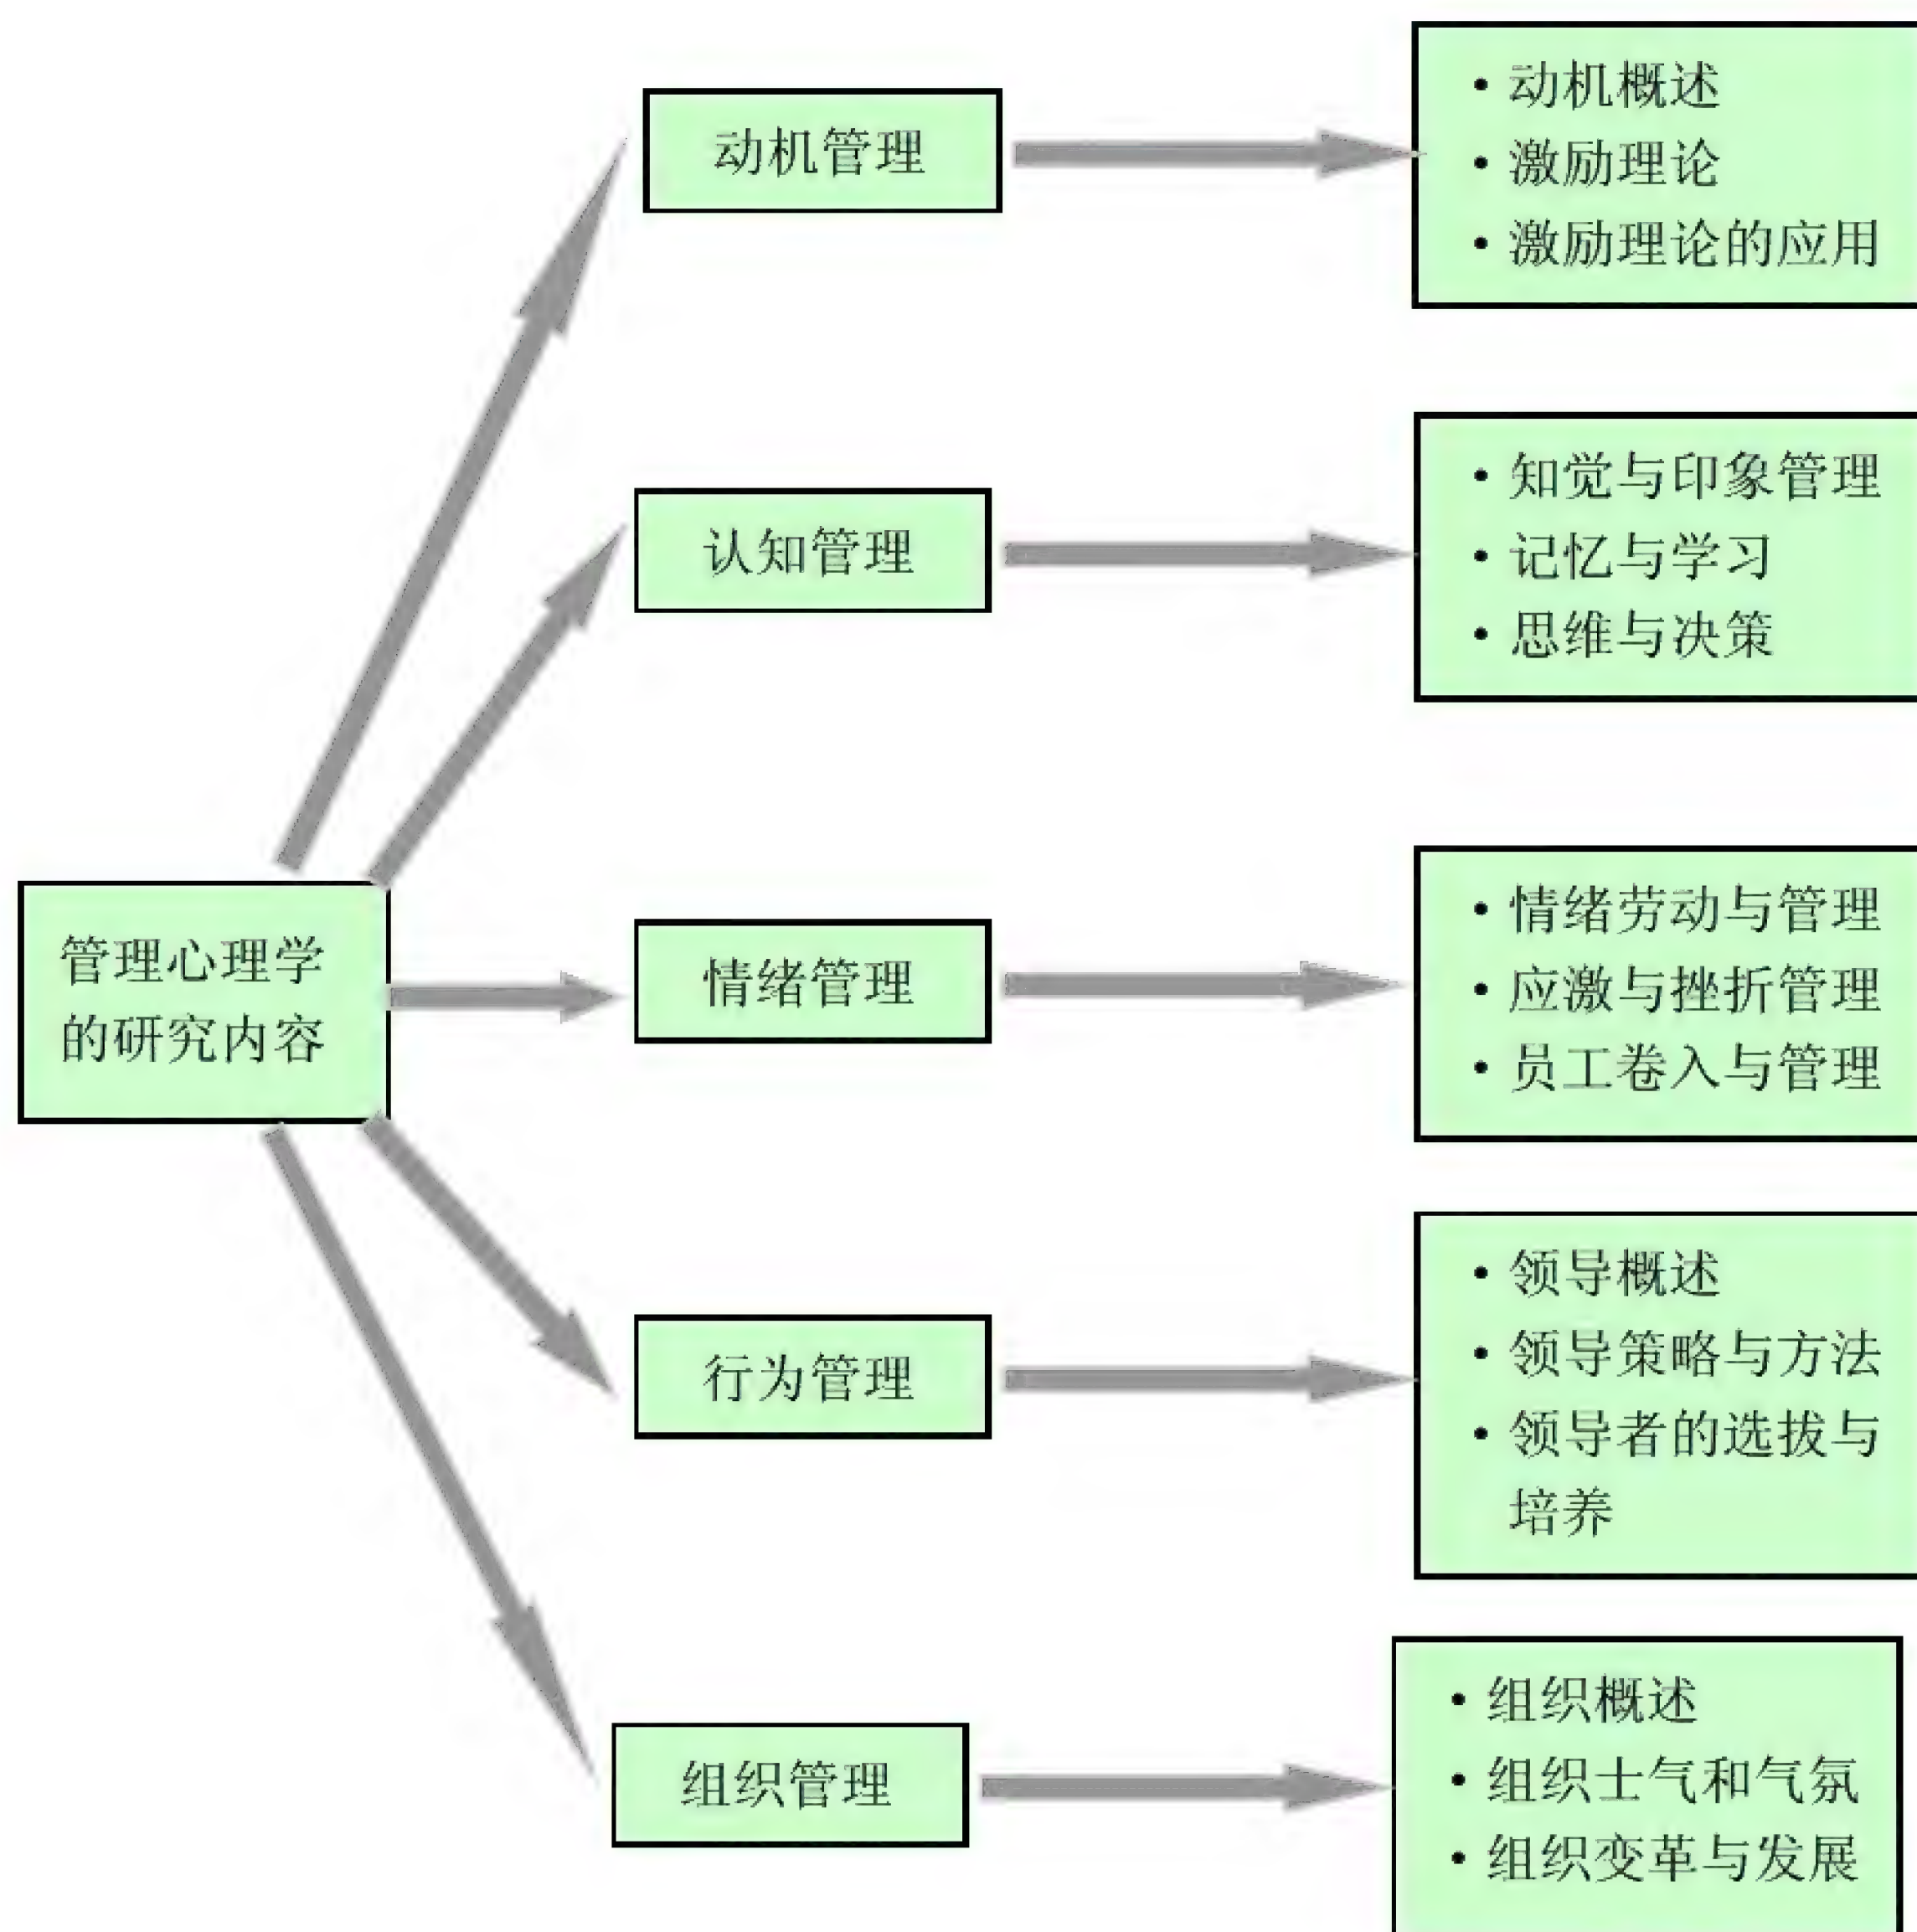 管理心理学
的研究内容
动机管理
• 动机概述
• 激励理论
• 激励理论的应用
认知管理
• 知觉与印象管理
• 记忆与学习
• 思维与决策
情绪管理
• 情绪劳动与管理
• 应激与挫折管理
• 员工卷入与管理
行为管理
• 领导概述
• 领导策略与方法
• 领导者的选拔与
培养
组织管理
• 组织概述
• 组织士气和气氛
• 组织变革与发展